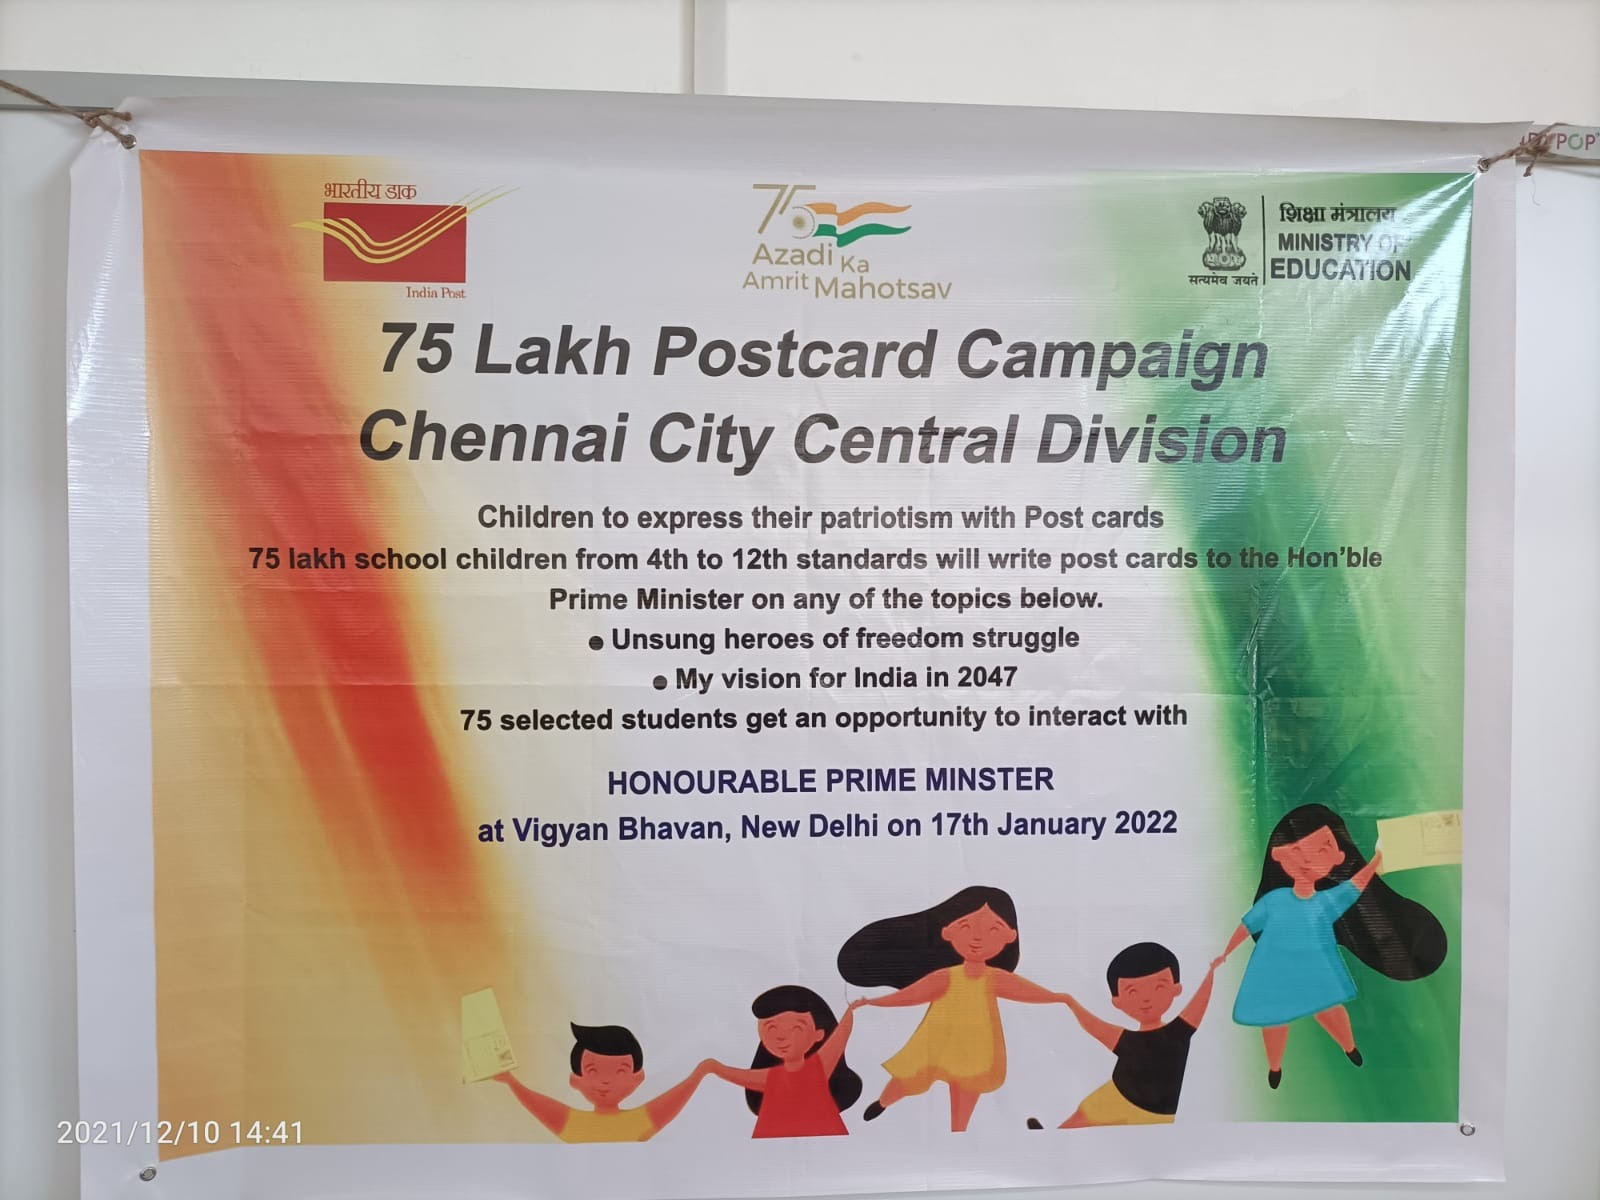 भारतीय डाक
India Post
75
Azadi Ka
Amrit Mahotsav
सत्यमेव जयते
शिक्षा मंत्रालय
MINISTRY OF
EDUCATION
POP
75 Lakh Postcard Campaign
Chennai City Central Division
Children to express their patriotism with Post cards
75 lakh school children from 4th to 12th standards will write post cards to the Hon'ble
Prime Minister on any of the topics below.
● Unsung heroes of freedom struggle
● My vision for India in 2047
75 selected students get an opportunity to interact with
HONOURABLE PRIME MINSTER
at Vigyan Bhavan, New Delhi on 17th January 2022
2021/12/10 14:41